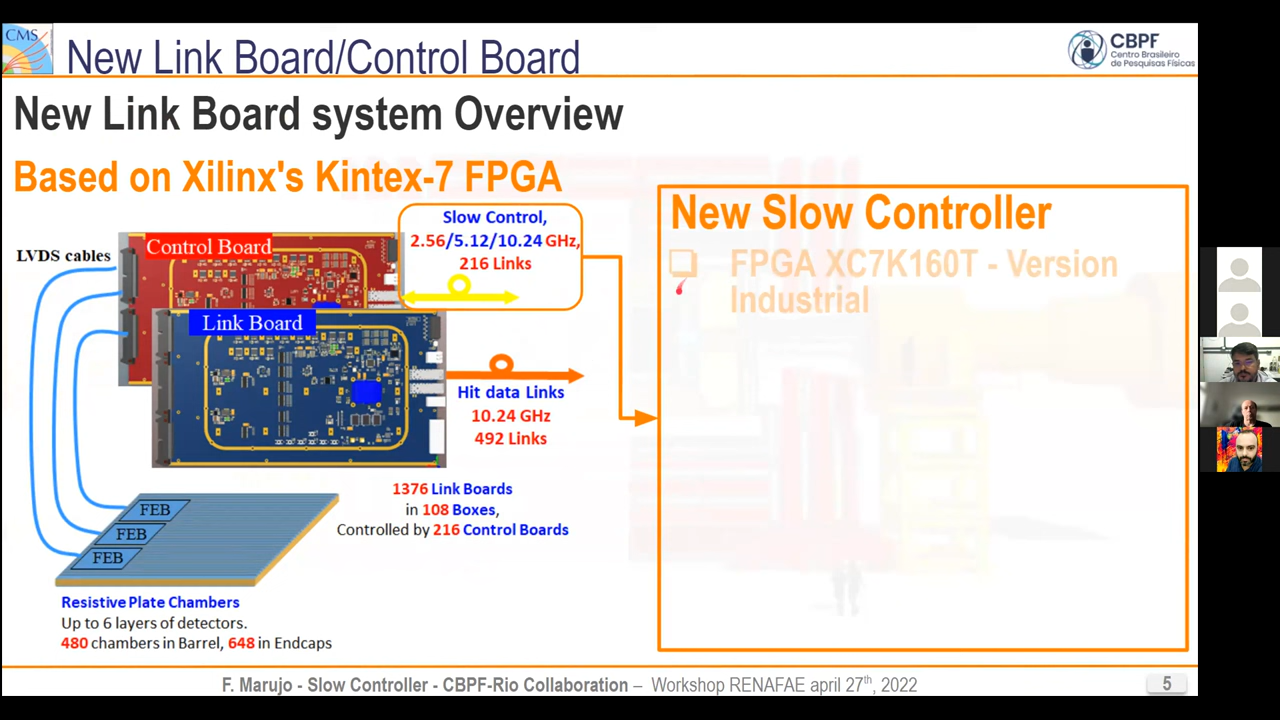 CMS
New Link Board/Control Board
CBPF
Centro Brasileiro
de Pesquisas Físicas
New Link Board system Overview
Based on Xilinx's Kintex-7 FPGA
LVDS cables
Control Board
Link Board
Slow Control,
2.56/5.12/10.24 GHz,
216 Links
Hit data Links
10.24 GHz
492 Links
1376 Link Boards
in 108 Boxes,
Controlled by 216 Control Boards
FEB
FEB
FEB
Resistive Plate Chambers
Up to 6 layers of detectors.
480 chambers in Barrel, 648 in Endcaps
New Slow Controller
FPGA XC7K160T - Version
Industrial
F. Marujo - Slow Controller - CBPF-Rio Collaboration – Workshop RENAFAE april 27th, 2022
5